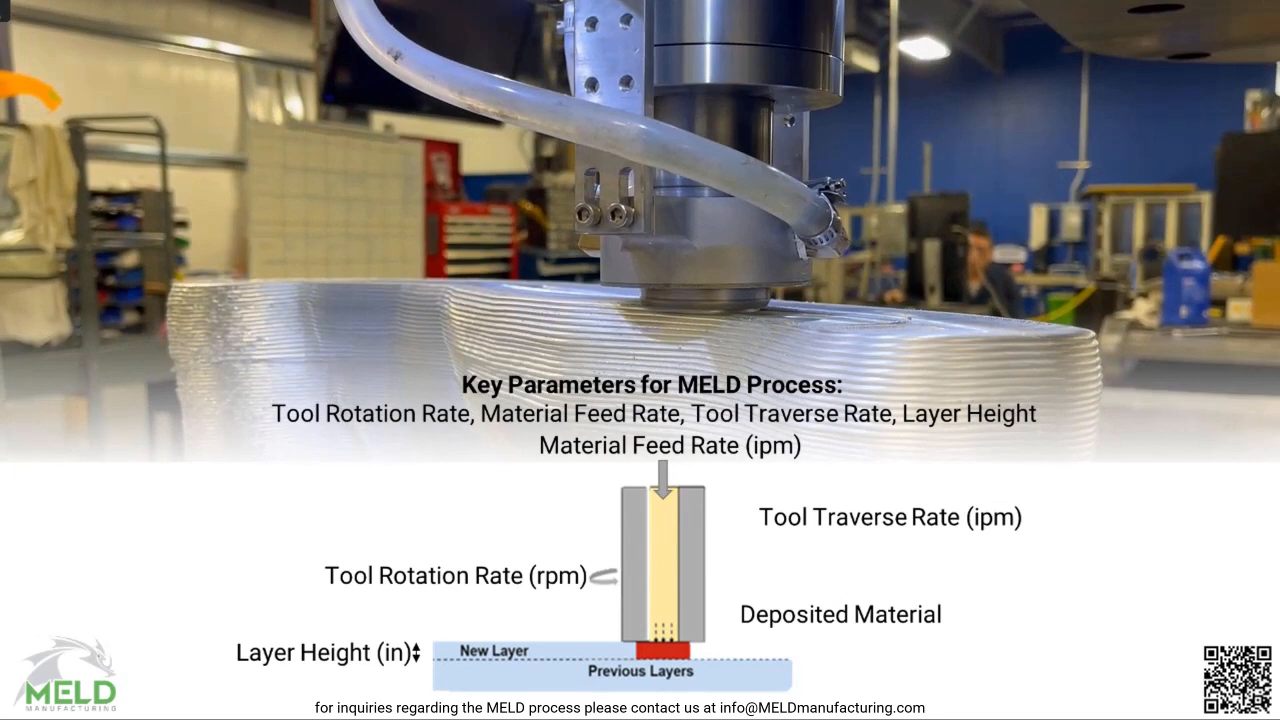 Key Parameters for MELD Process:
Tool Rotation Rate, Material Feed Rate, Tool Traverse Rate, Layer Height
Material Feed Rate (ipm)
Tool Traverse Rate (ipm)
Tool Rotation Rate (rpm)
Deposited Material
Layer Height (in)
New Layer
Previous Layers
MELD
MANUFACTURING
for inquiries regarding the MELD process please contact us at info@MELDmanufacturing.com